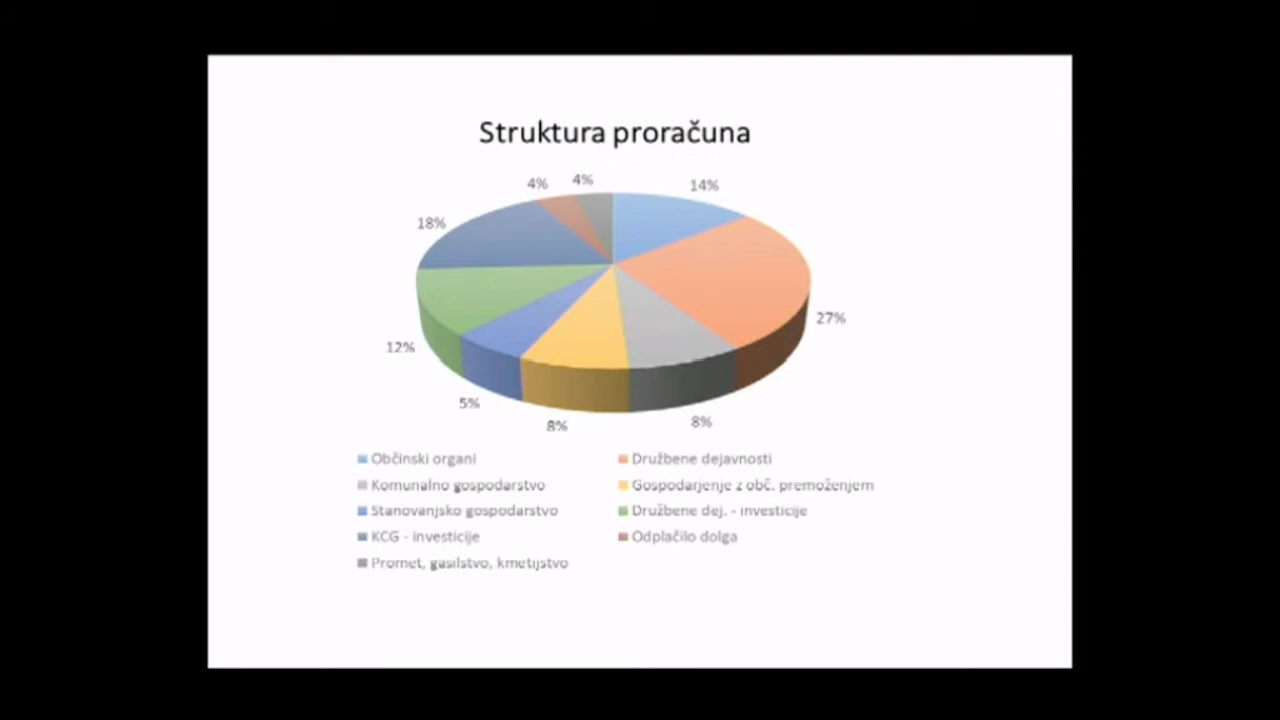 Struktura proračuna
4% 4% 14%
18%
27%
12%
5%
8% 8%
Občinski organi Družbene dejavnosti
Komunalno gospodarstvo Gospodarjenje z obč. premoženjem
Stanovanjsko gospodarstvo Družbene dej. - investicije
KCG - investicije Odplačilo dolga
Promet, gasilstvo, kmetijstvo